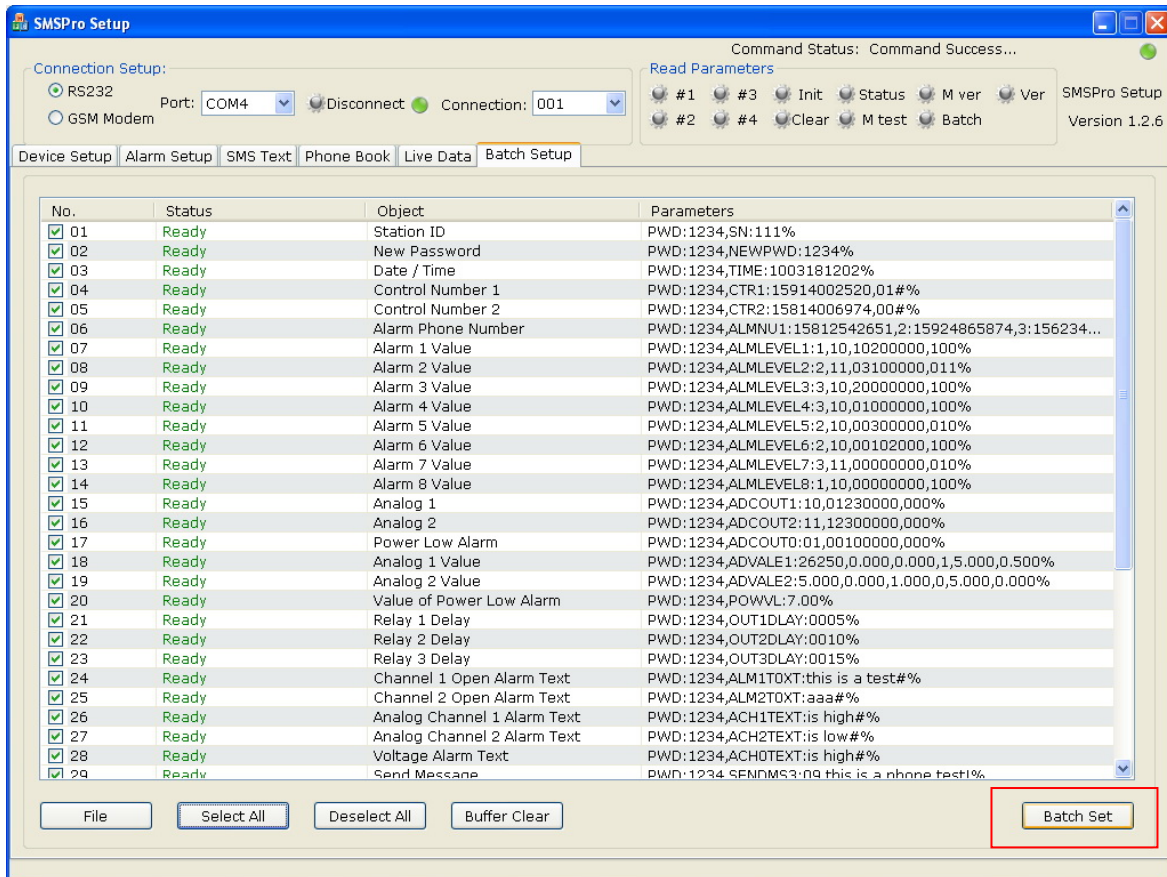 SMSPro Setup
Command Status: Command Success...
Connection Setup:
Read Parameters
RS232
GSM Modem
Port: COM4 Disconnect Connection: 001
#1 #3 Init Status M ver Ver
#2 #4 Clear M test Batch
SMSPro Setup
Version 1.2.6
Device Setup Alarm Setup SMS Text Phone Book Live Data Batch Setup
No. Status Object Parameters
01 Ready Station ID PWD:1234,SN:111%
02 Ready New Password PWD:1234,NEWPWD:1234%
03 Ready Date / Time PWD:1234,TIME:1003181202%
04 Ready Control Number 1 PWD:1234,CTR1:15914002520,01#%
05 Ready Control Number 2 PWD:1234,CTR2:15814006974,00#%
06 Ready Alarm Phone Number PWD:1234,ALMNU1:15812542651,2:15924865874,3:156234...
07 Ready Alarm 1 Value PWD:1234,ALMLEVEL1:1,10,10200000,100%
08 Ready Alarm 2 Value PWD:1234,ALMLEVEL2:2,11,03100000,011%
09 Ready Alarm 3 Value PWD:1234,ALMLEVEL3:3,10,20000000,100%
10 Ready Alarm 4 Value PWD:1234,ALMLEVEL4:3,10,01000000,100%
11 Ready Alarm 5 Value PWD:1234,ALMLEVEL5:2,10,00300000,010%
12 Ready Alarm 6 Value PWD:1234,ALMLEVEL6:2,10,00102000,100%
13 Ready Alarm 7 Value PWD:1234,ALMLEVEL7:3,11,00000000,010%
14 Ready Alarm 8 Value PWD:1234,ALMLEVEL8:1,10,00000000,100%
15 Ready Analog 1 PWD:1234,ADCOUT1:10,01230000,000%
16 Ready Analog 2 PWD:1234,ADCOUT2:11,12300000,000%
17 Ready Power Low Alarm PWD:1234,ADCOUT0:01,00100000,000%
18 Ready Analog 1 Value PWD:1234,ADVALE1:26250,0.000,0.000,1,5.000,0.500%
19 Ready Analog 2 Value PWD:1234,ADVALE2:5.000,0.000,1.000,0,5.000,0.000%
20 Ready Value of Power Low Alarm PWD:1234,POWVL:7.00%
21 Ready Relay 1 Delay PWD:1234,OUT1DLAY:0005%
22 Ready Relay 2 Delay PWD:1234,OUT2DLAY:0010%
23 Ready Relay 3 Delay PWD:1234,OUT3DLAY:0015%
24 Ready Channel 1 Open Alarm Text PWD:1234,ALM1T0XT:this is a test#%
25 Ready Channel 2 Open Alarm Text PWD:1234,ALM2T0XT:aaa#%
26 Ready Analog Channel 1 Alarm Text PWD:1234,ACH1TEXT:is high#%
27 Ready Analog Channel 2 Alarm Text PWD:1234,ACH2TEXT:is low#%
28 Ready Voltage Alarm Text PWD:1234,ACH0TEXT:is high#%
29 Ready Send Message PWD:1234,SENDMS3:09,this is a phone test!%
File Select All Deselect All Buffer Clear Batch Set